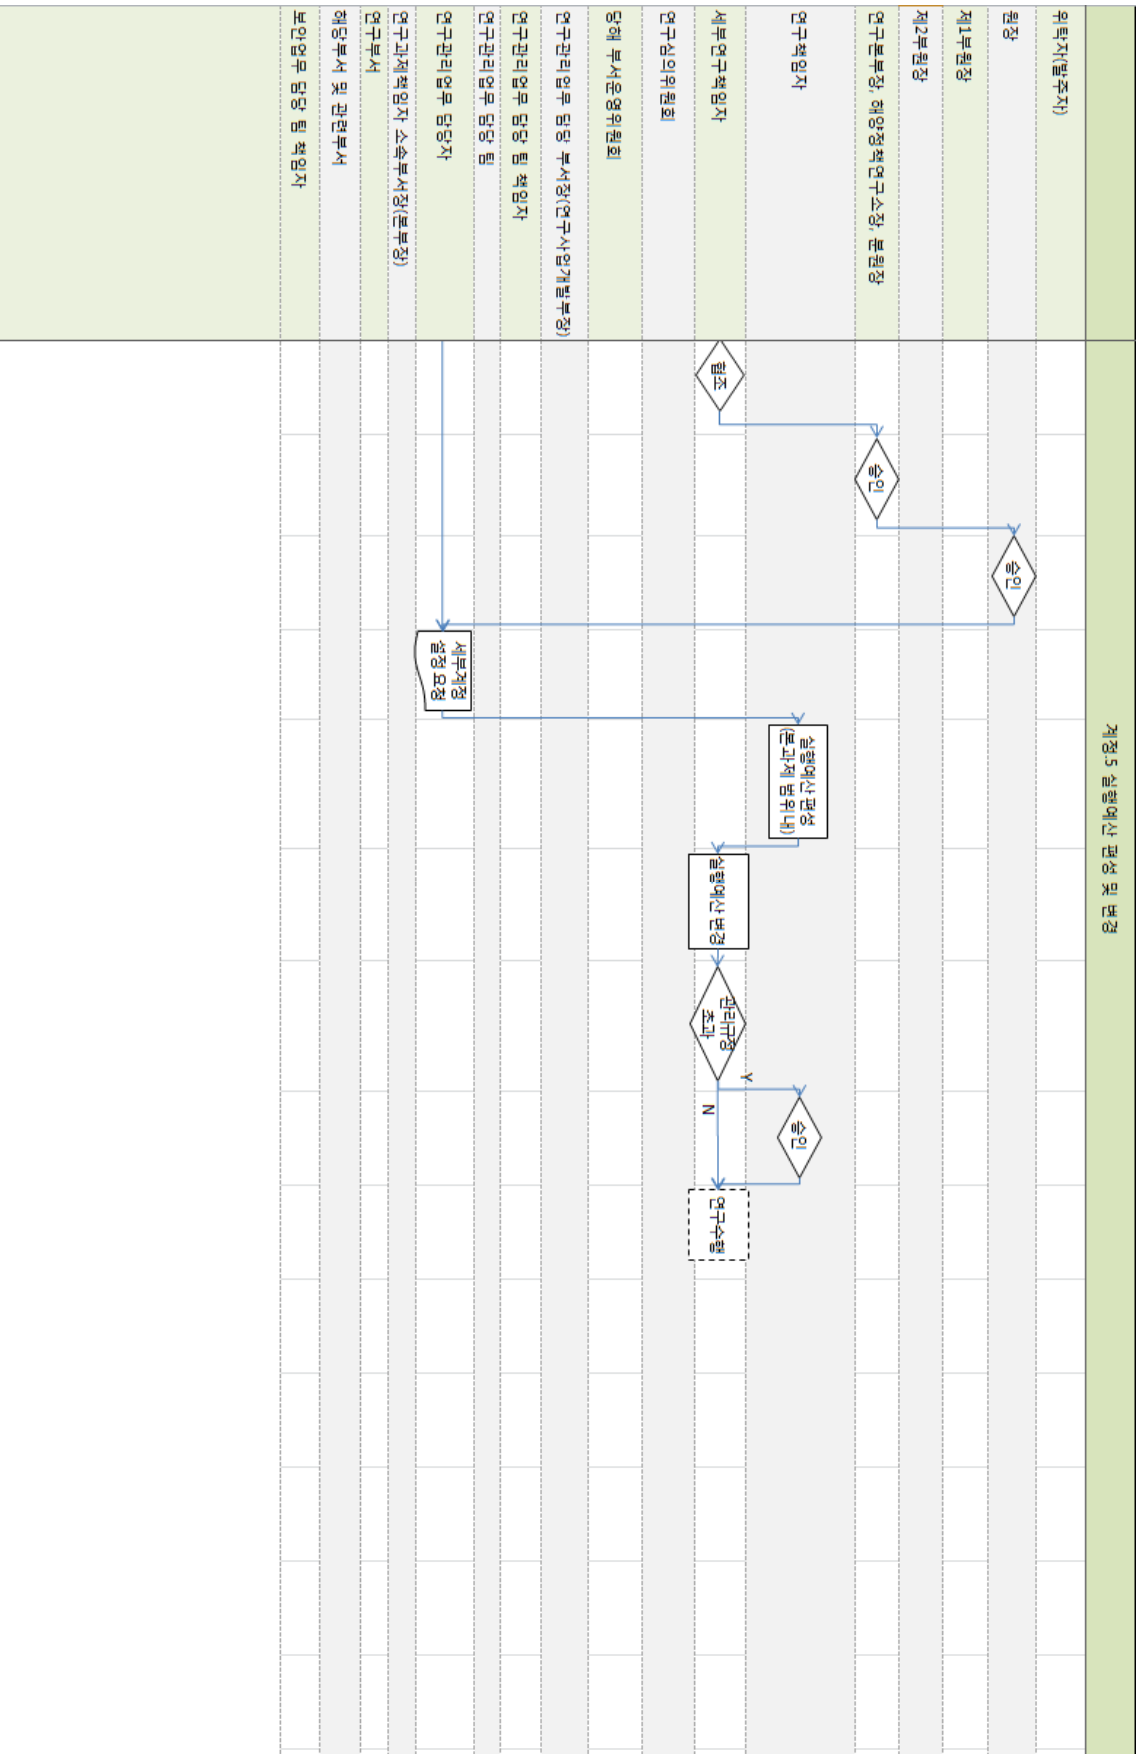 계정.5 실행예산 편성 및 변경
위탁자(발주자)
원장
제1부원장
제2부원장
연구본부장, 해양정책연구소장, 분원장
연구책임자
세부연구책임자
연구심의위원회
당해 부서운영위원회
연구관리업무 담당 부서장(연구사업개발부장)
연구관리업무 담당 팀 책임자
연구관리업무 담당 팀
연구관리업무 담당자
연구과제책임자 소속부서장(본부장)
연구부서
해당부서 및 관련부서
보안업무 담당 팀 책임자
협조
승인
승인
세부계정
설정 요청
실행예산 편성
(본과제 범위내)
실행예산 변경
관리규정
초과
Y
N
승인
연구수행